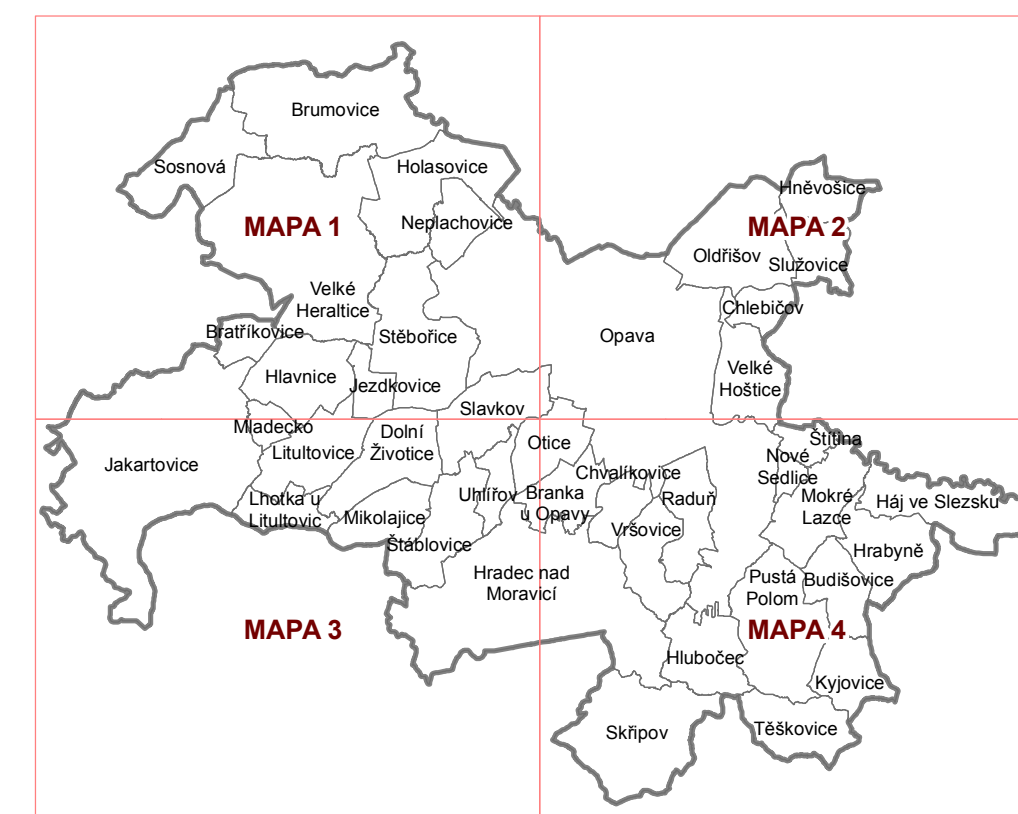 Brumovice
Sosnová
Holasovice
Hněvošice
MAPA 1
Neplachovice
MAPA 2
Oldřišov
Služovice
Velké
Heraltice
Chlebičov
Bratříkovice
Stěbořice
Opava
Hlavnice
Jezdkovice
Velké
Hoštice
Slavkov
Mladecko
Dolní
Životice
Otice
Štítina
Jakartovice
Litultovice
Nové
Sedlice
Chvalíkovice
Lhotka u
Litultovic
Uhlířov
Branka
u Opavy
Raduň
Mokré
Lazce
Háj ve Slezsku
Mikolajice
Vršovice
Štáblovice
Hrabyně
Hradec nad
Moravicí
Pustá
Polom
Budišovice
MAPA 3
MAPA 4
Hlubočec
Kyjovice
Skřipov
Těškovice